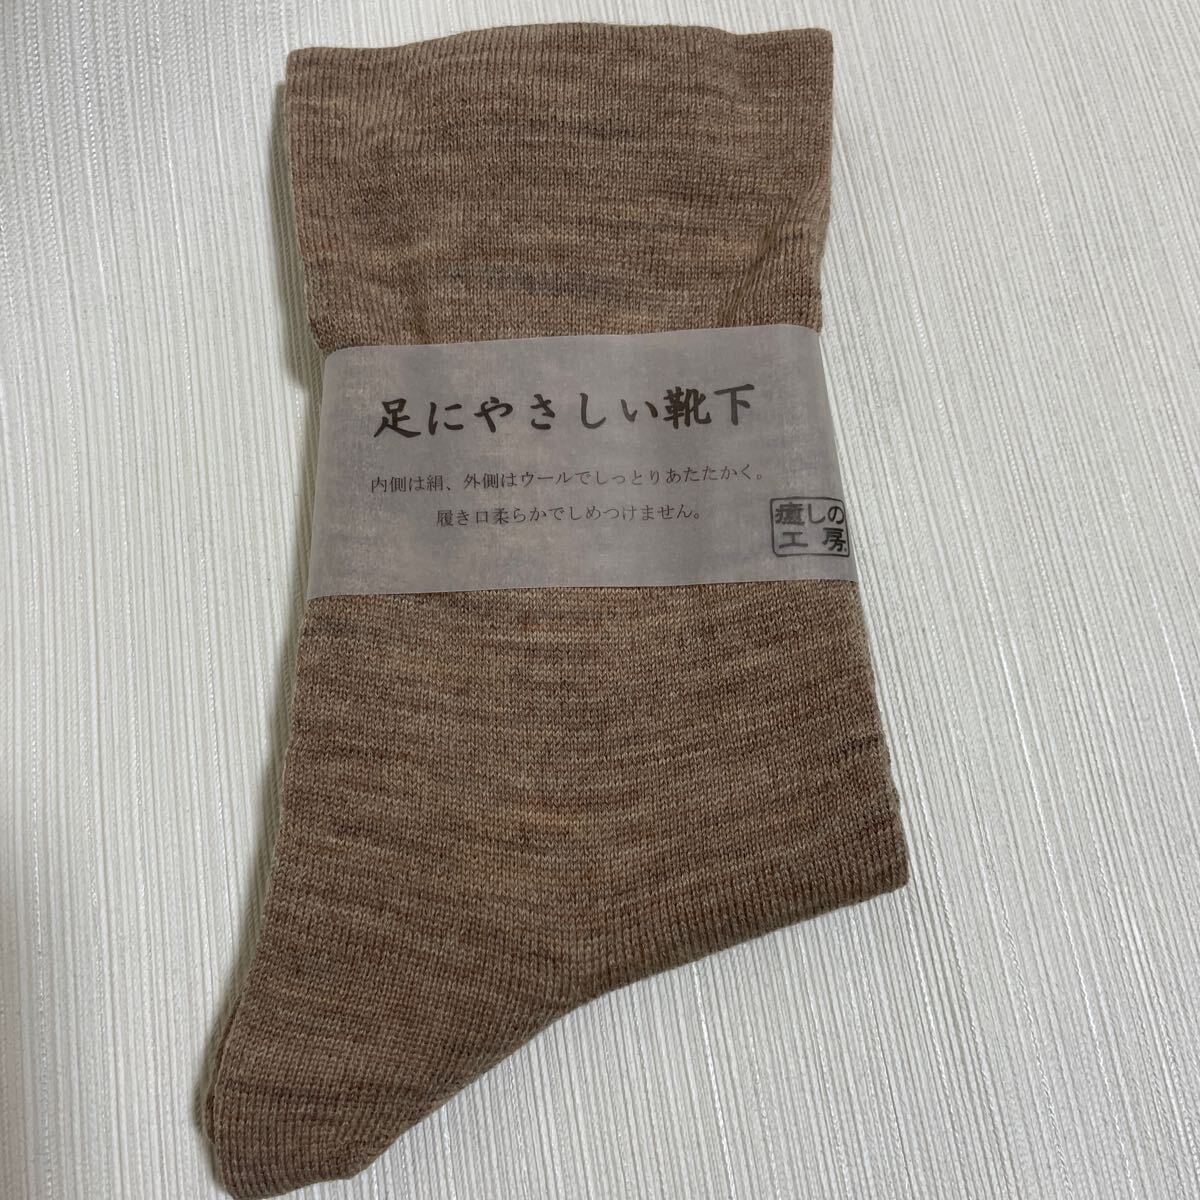 足にやさしい靴下
内側は絹、外側はウールでしっとりあたたかく。
履き口柔らかでしめつけません。
癒しの
工房